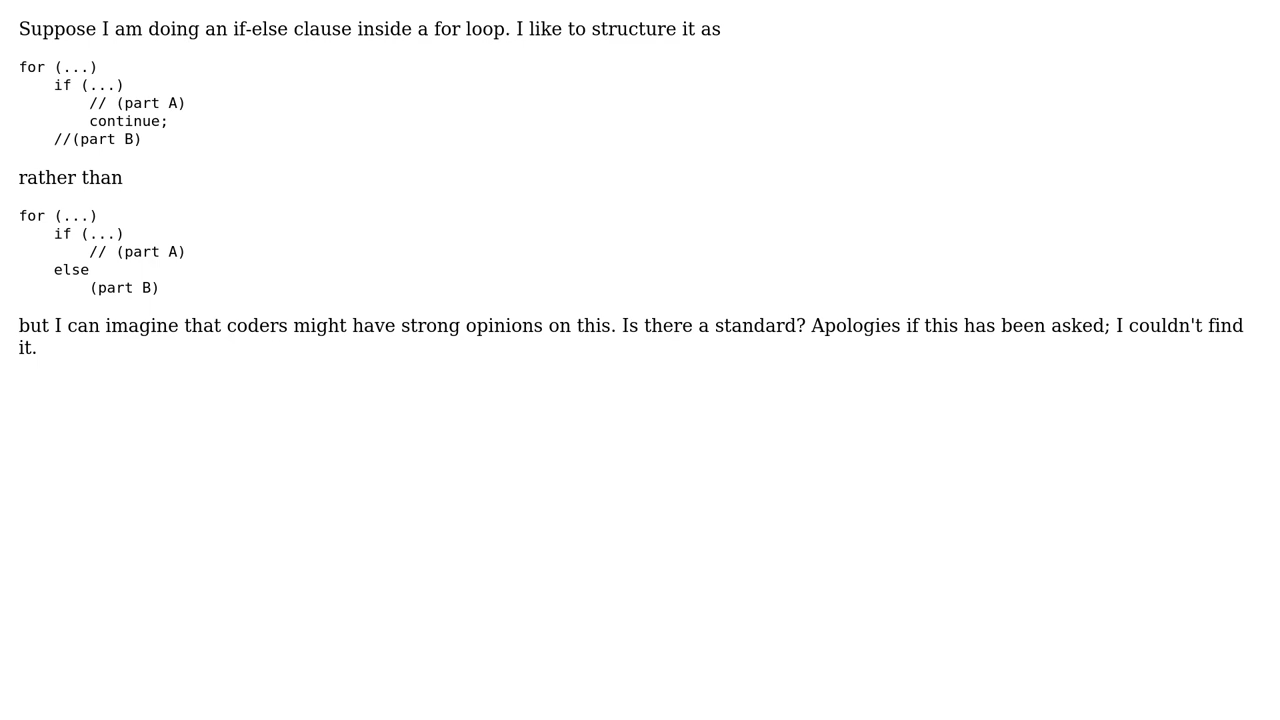 Suppose I am doing an if-else clause inside a for loop. I like to structure it as
for (...)
    if (...)
        // (part A)
        continue;
    //(part B)
rather than
for (...)
    if (...)
        // (part A)
    else
        (part B)
but I can imagine that coders might have strong opinions on this. Is there a standard? Apologies if this has been asked; I couldn't find
it.